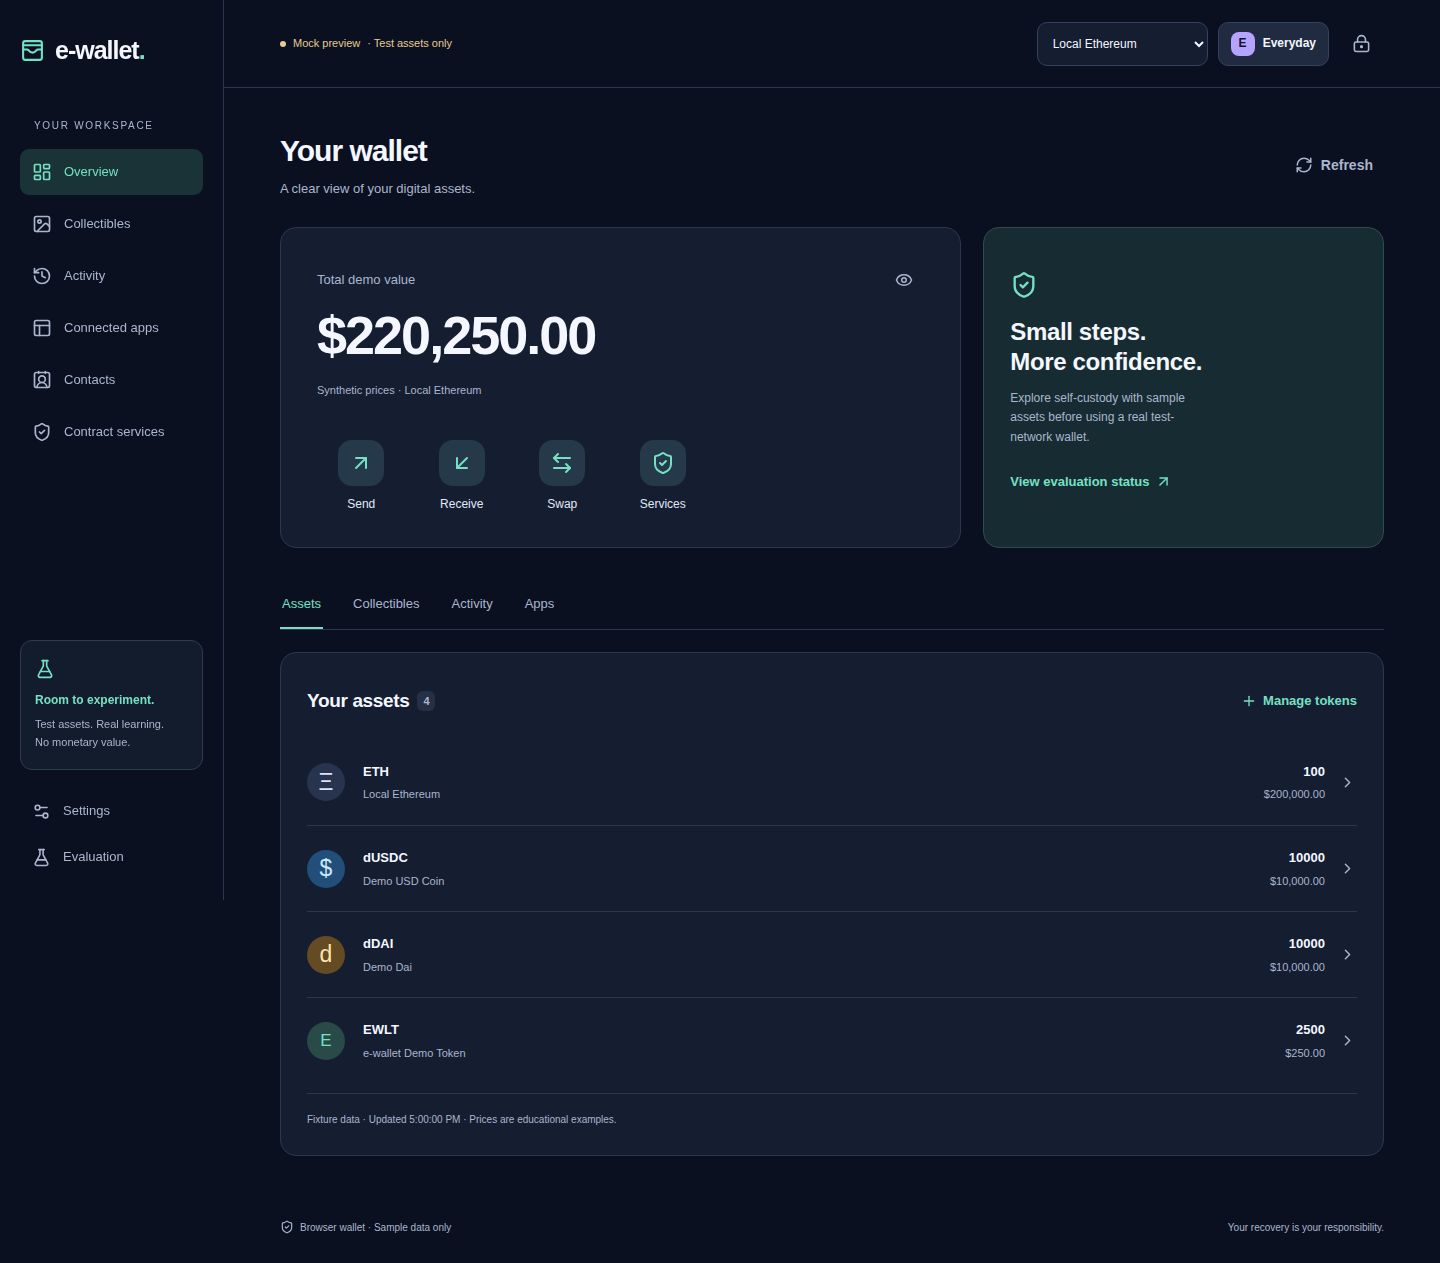 e-wallet.
Mock preview · Test assets only
Local Ethereum
E Everyday
YOUR WORKSPACE
Overview
Collectibles
Activity
Connected apps
Contacts
Contract services
Room to experiment.
Test assets. Real learning.
No monetary value.
Settings
Evaluation
Your wallet
A clear view of your digital assets.
Refresh
Total demo value
$220,250.00
Synthetic prices · Local Ethereum
Send
Receive
Swap
Services
Small steps.
More confidence.
Explore self-custody with sample
assets before using a real test-
network wallet.
View evaluation status
Assets
Collectibles
Activity
Apps
Your assets 4
Manage tokens
Ξ
ETH
Local Ethereum
100
$200,000.00
$
dUSDC
Demo USD Coin
10000
$10,000.00
d
dDAI
Demo Dai
10000
$10,000.00
E
EWLT
e-wallet Demo Token
2500
$250.00
Fixture data · Updated 5:00:00 PM · Prices are educational examples.
Browser wallet · Sample data only
Your recovery is your responsibility.